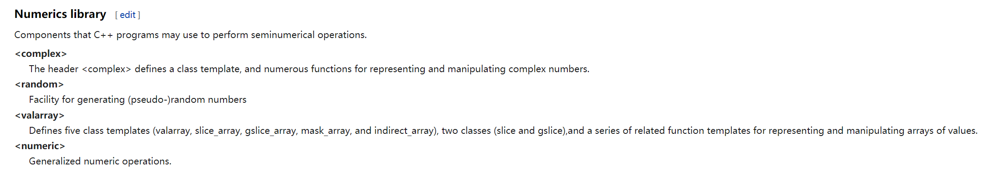 Numerics library [ edit ]
Components that C++ programs may use to perform seminumerical operations.
<complex>
The header <complex> defines a class template, and numerous functions for representing and manipulating complex numbers.
<random>
Facility for generating (pseudo-)random numbers
<valarray>
Defines five class templates (valarray, slice_array, gslice_array, mask_array, and indirect_array), two classes (slice and gslice),and a series of related function templates for representing and manipulating arrays of values.
<numeric>
Generalized numeric operations.